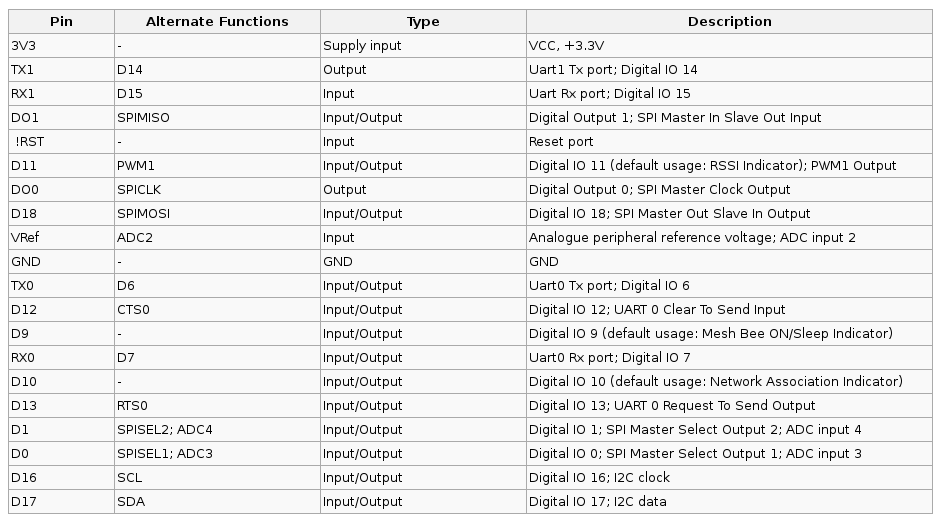 Pin Alternate Functions Type Description
3V3 - Supply input VCC, +3.3V
TX1 D14 Output Uart1 Tx port; Digital IO 14
RX1 D15 Input Uart Rx port; Digital IO 15
DO1 SPIMISO Input/Output Digital Output 1; SPI Master In Slave Out Input
!RST - Input Reset port
D11 PWM1 Input/Output Digital IO 11 (default usage: RSSI Indicator); PWM1 Output
DO0 SPICLK Output Digital Output 0; SPI Master Clock Output
D18 SPIMOSI Input/Output Digital IO 18; SPI Master Out Slave In Output
VRef ADC2 Input Analogue peripheral reference voltage; ADC input 2
GND - GND GND
TX0 D6 Input/Output Uart0 Tx port; Digital IO 6
D12 CTS0 Input/Output Digital IO 12; UART 0 Clear To Send Input
D9 - Input/Output Digital IO 9 (default usage: Mesh Bee ON/Sleep Indicator)
RX0 D7 Input/Output Uart0 Rx port; Digital IO 7
D10 - Input/Output Digital IO 10 (default usage: Network Association Indicator)
D13 RTS0 Input/Output Digital IO 13; UART 0 Request To Send Output
D1 SPISEL2; ADC4 Input/Output Digital IO 1; SPI Master Select Output 2; ADC input 4
D0 SPISEL1; ADC3 Input/Output Digital IO 0; SPI Master Select Output 1; ADC input 3
D16 SCL Input/Output Digital IO 16; I2C clock
D17 SDA Input/Output Digital IO 17; I2C data